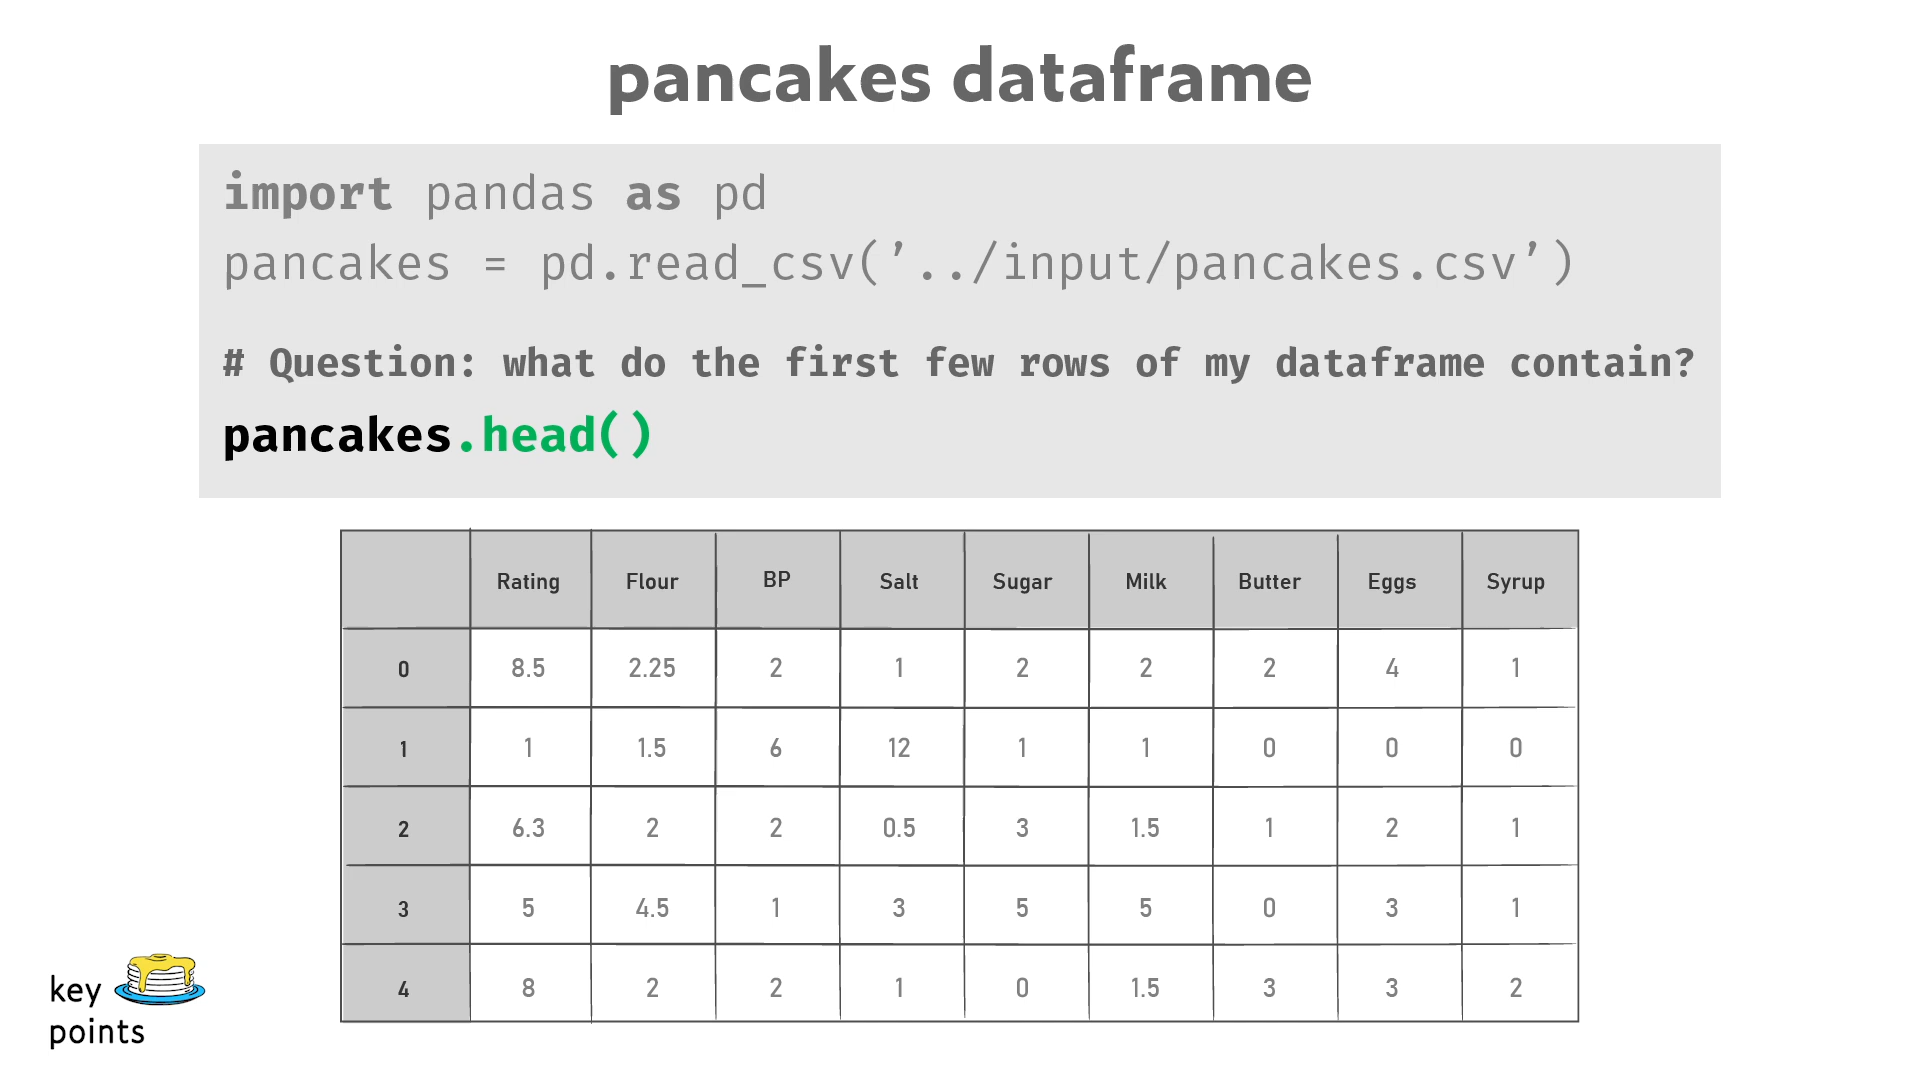 pancakes dataframe
import pandas as pd
pancakes = pd.read_csv('../input/pancakes.csv')
# Question: what do the first few rows of my dataframe contain?
pancakes.head()
Rating Flour BP Salt Sugar Milk Butter Eggs Syrup
0 8.5 2.25 2 1 2 2 2 4 1
1 1 1.5 6 12 1 1 0 0 0
2 6.3 2 2 0.5 3 1.5 1 2 1
3 5 4.5 1 3 5 5 0 3 1
4 8 2 2 1 0 1.5 3 3 2
key
points